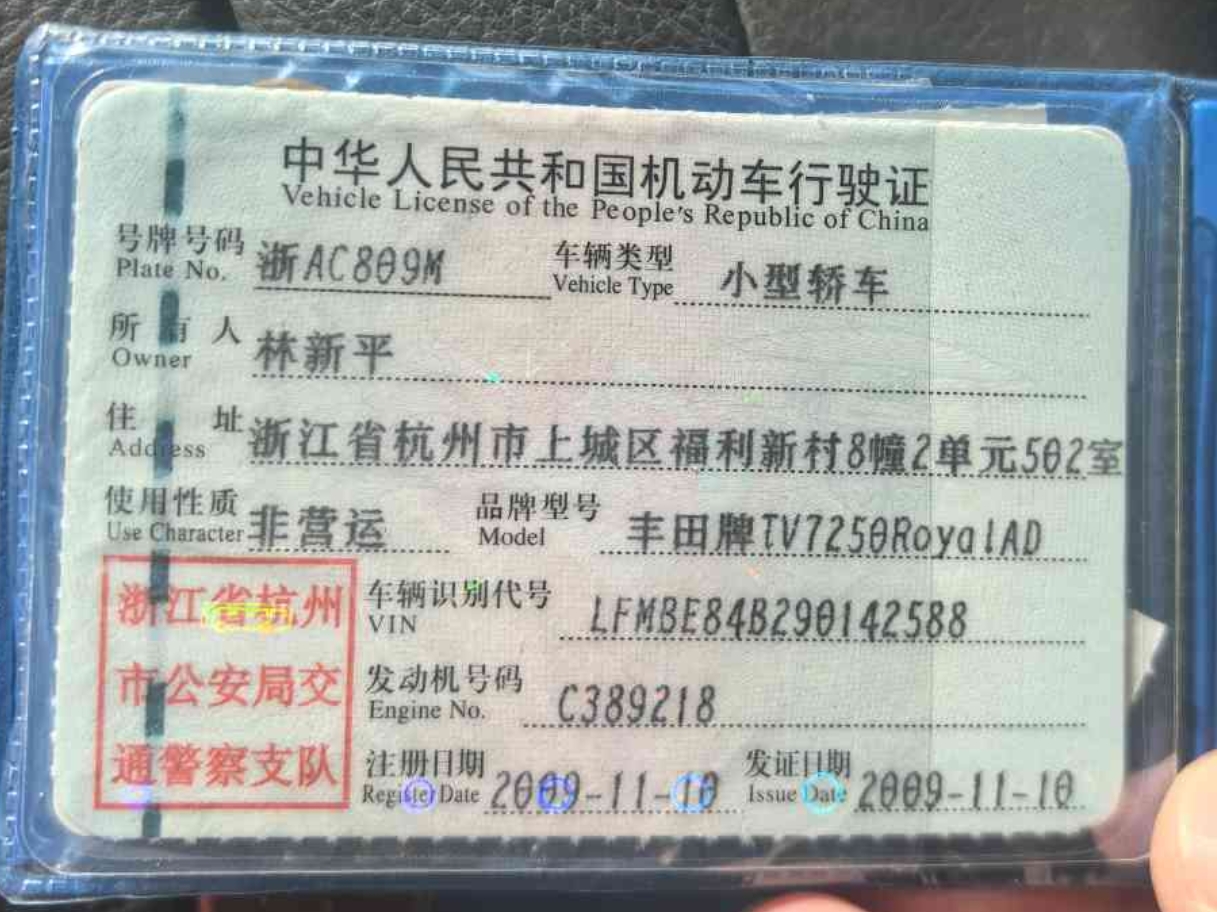 中华人民共和国机动车行驶证
Vehicle License of the People's Republic of China
号牌号码 浙AC809M 车辆类型 小型轿车
Plate No. Vehicle Type
所有人 林新平
Owner
住址 浙江省杭州市上城区福利新村8幢2单元502室
Address
使用性质 非营运 品牌型号 丰田牌TV7250RoyalAD
Use Character Model
浙江省杭州 车辆识别代号 LFMBE84B290142588
VIN
市公安局交 发动机号码 C389218
Engine No.
通警察支队 注册日期 2009-11-10 发证日期 2009-11-10
Register Date Issue Date